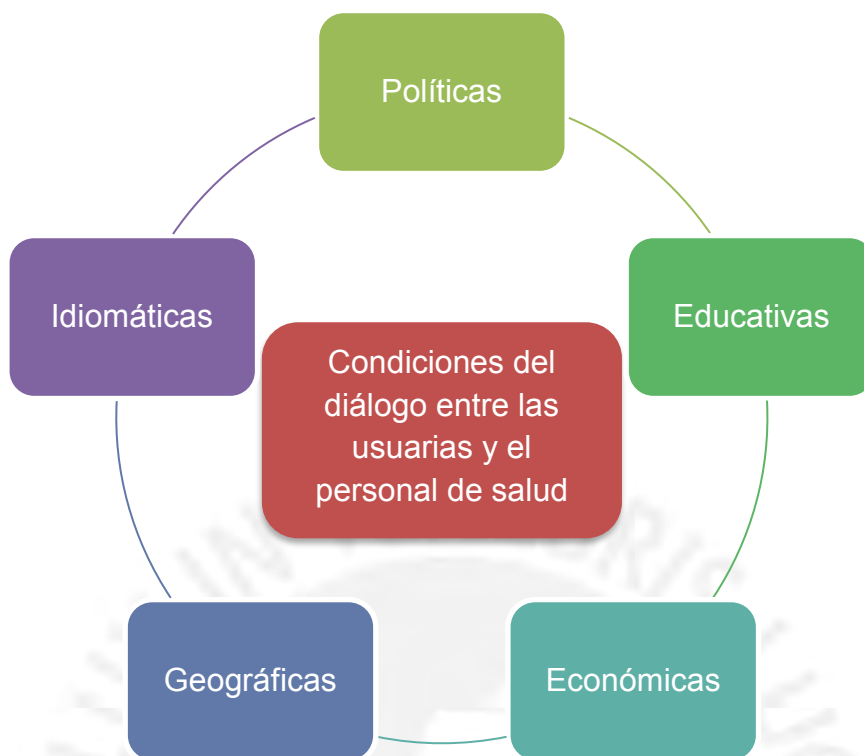 Políticas
Idiomáticas
Educativas
Condiciones del
diálogo entre las
usuarias y el
personal de salud
Geográficas
Económicas